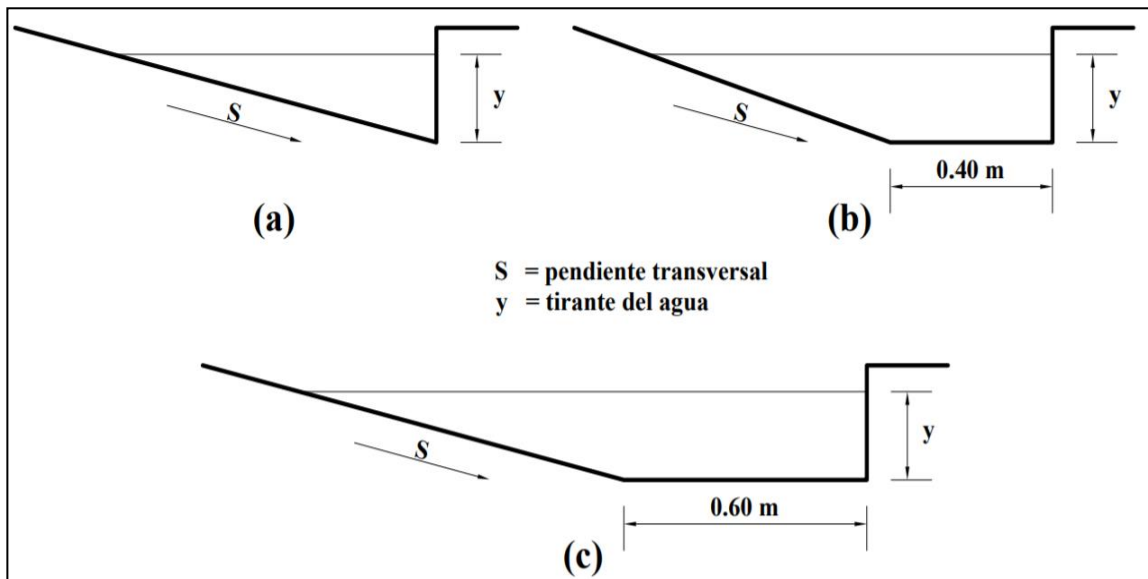 S
y
(a)
S
y
0.40 m
(b)
S = pendiente transversal
y = tirante del agua
S
y
0.60 m
(c)